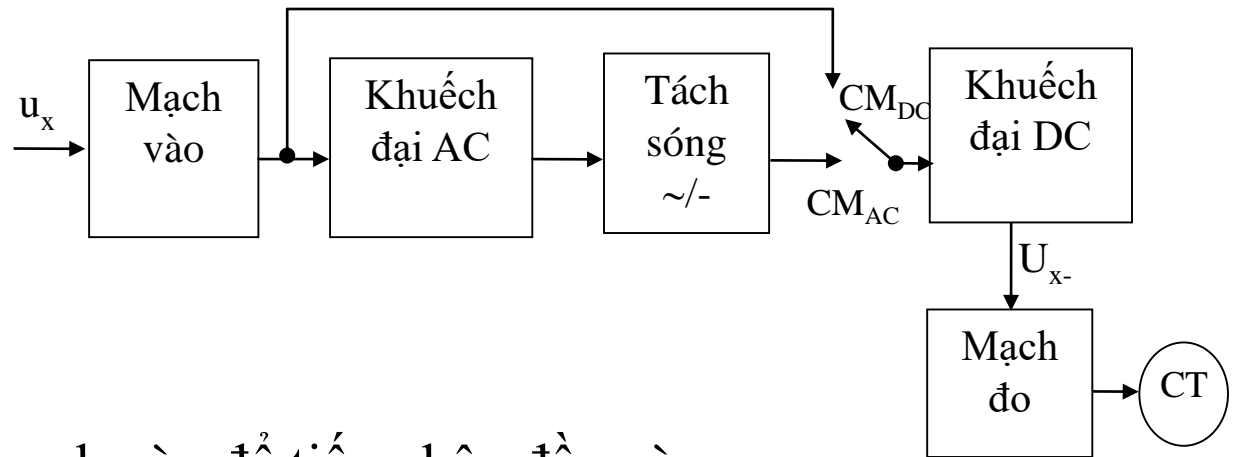 u_x
Mạch
vào
Khuếch
đại AC
Tách
sóng
~/-
CM_DC
CM_AC
Khuếch
đại DC
U_x-
Mạch
đo
CT